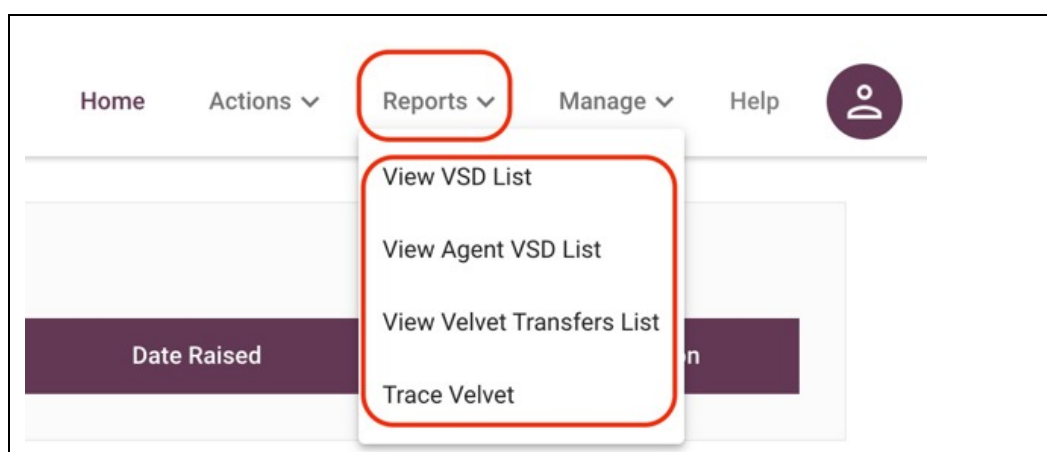 Home Actions Reports Manage Help
View VSD List
View Agent VSD List
View Velvet Transfers List
Date Raised
Trace Velvet